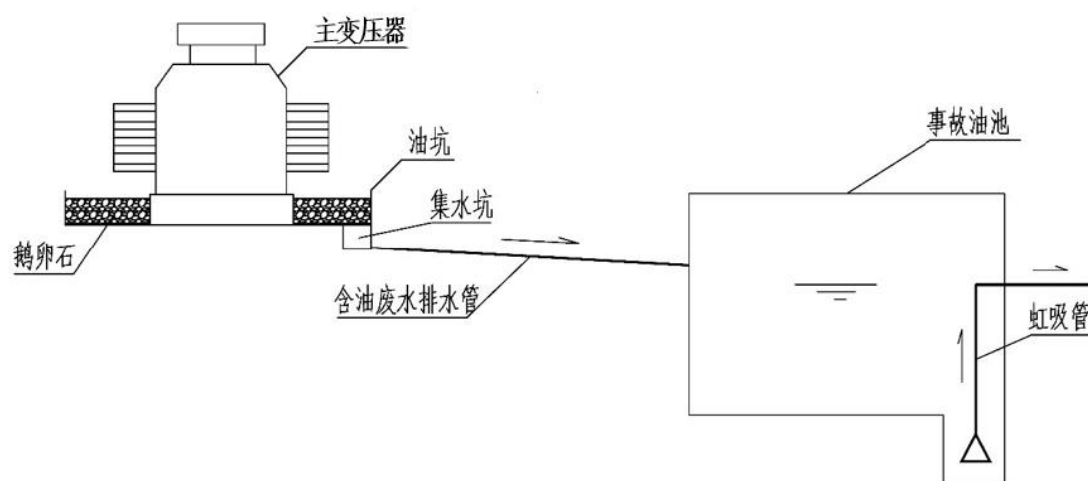 主变压器
油坑
事故油池
集水坑
鹅卵石
含油废水排水管
虹吸管